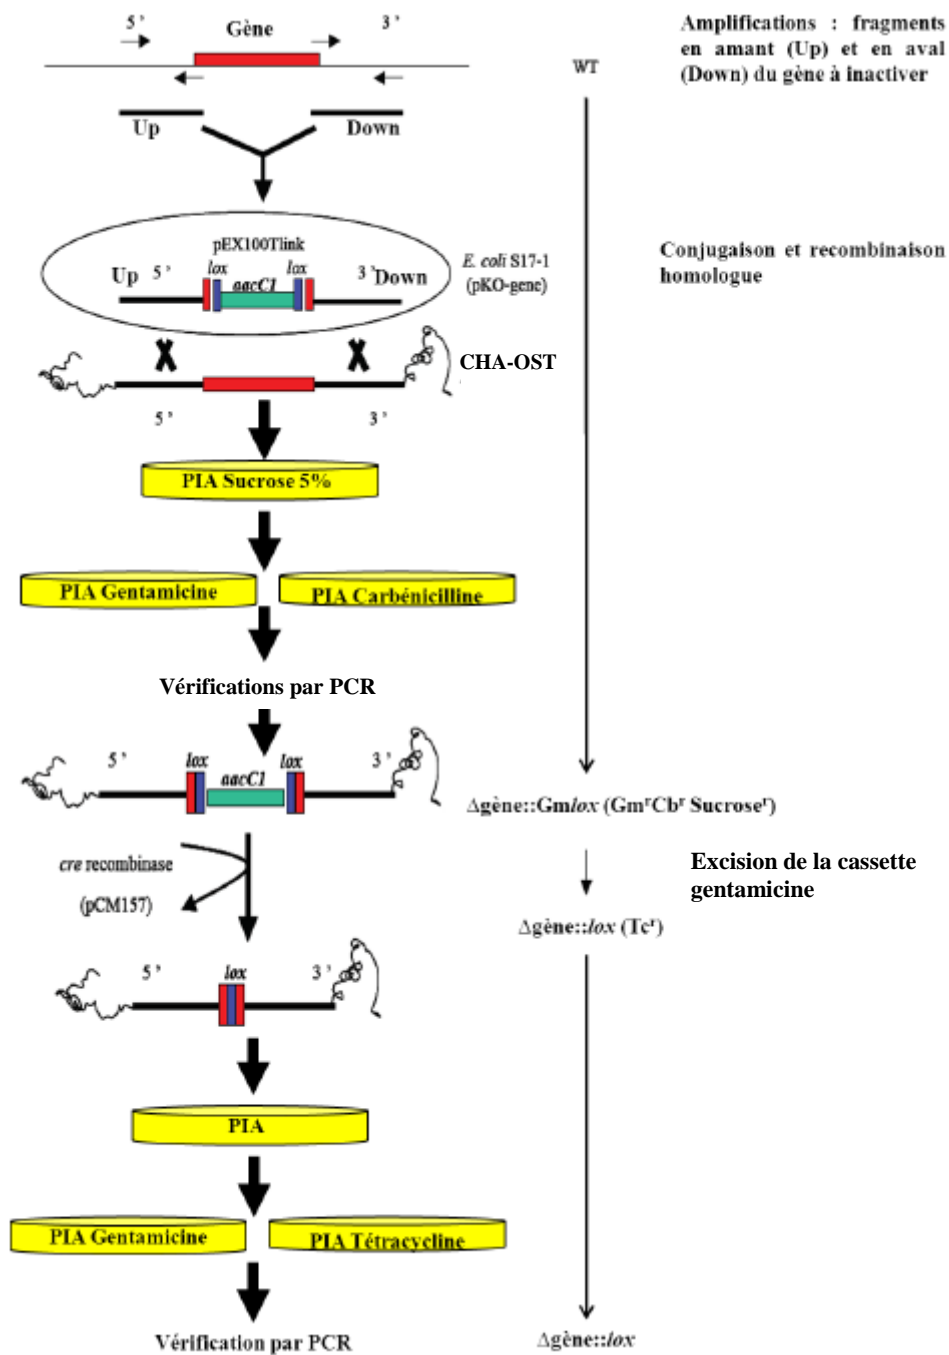 5 '
Gène
3 '
Amplifications : fragments
en amant (Up) et en aval
(Down) du gène à inactiver
WT
Up
Down
pEX100Tlink
Up 5 ' lox lox 3 ' Down
aacC1
E. coli S17-1
(pKO-gene)
Conjugaison et recombinaison
homologue
CHA-OST
5 '
3 '
PIA Sucrose 5%
PIA Gentamicine
PIA Carbénicilline
Vérifications par PCR
5 ' lox lox 3 '
aacC1
Δgène::Gmlox (GmʳCbʳ Sucroseʳ)
cre recombinase
(pCM157)
Excision de la cassette
gentamicine
Δgène::lox (Tcʳ)
5 ' lox 3 '
PIA
PIA Gentamicine
PIA Tétracycline
Vérification par PCR
Δgène::lox